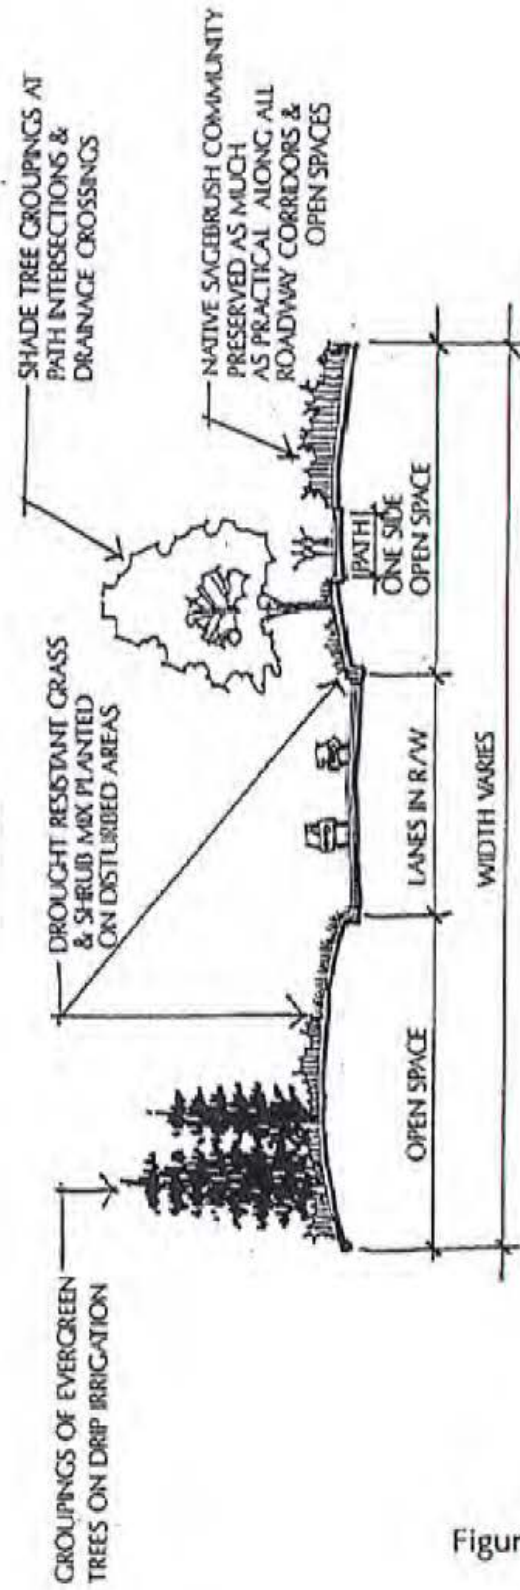 GROUPINGS OF EVERGREEN
TREES ON DRIP IRRIGATION
DROUGHT RESISTANT GRASS
& SHRUB MIX PLANTED
ON DISTURBED AREAS
SHADE TREE GROUPINGS AT
PATH INTERSECTIONS &
DRAINAGE CROSSINGS
NATIVE SAGEBRUSH COMMUNITY
PRESERVED AS MUCH
AS PRACTICAL ALONG ALL
ROADWAY CORRIDORS &
OPEN SPACES
OPEN SPACE
LANES IN R/W
PATH
ONE SIDE
OPEN SPACE
WIDTH VARIES
Figur